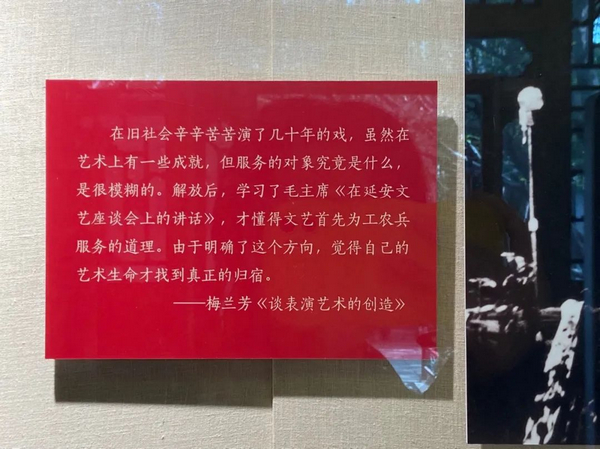 在旧社会辛辛苦苦演了几十年的戏，虽然在
艺术上有一些成就，但服务的对象究竟是什么，
是很模糊的。解放后，学习了毛主席《在延安文
艺座谈会上的讲话》，才懂得文艺首先为工农兵
服务的道理。由于明确了这个方向，觉得自己的
艺术生命才找到真正的归宿。
——梅兰芳《谈表演艺术的创造》